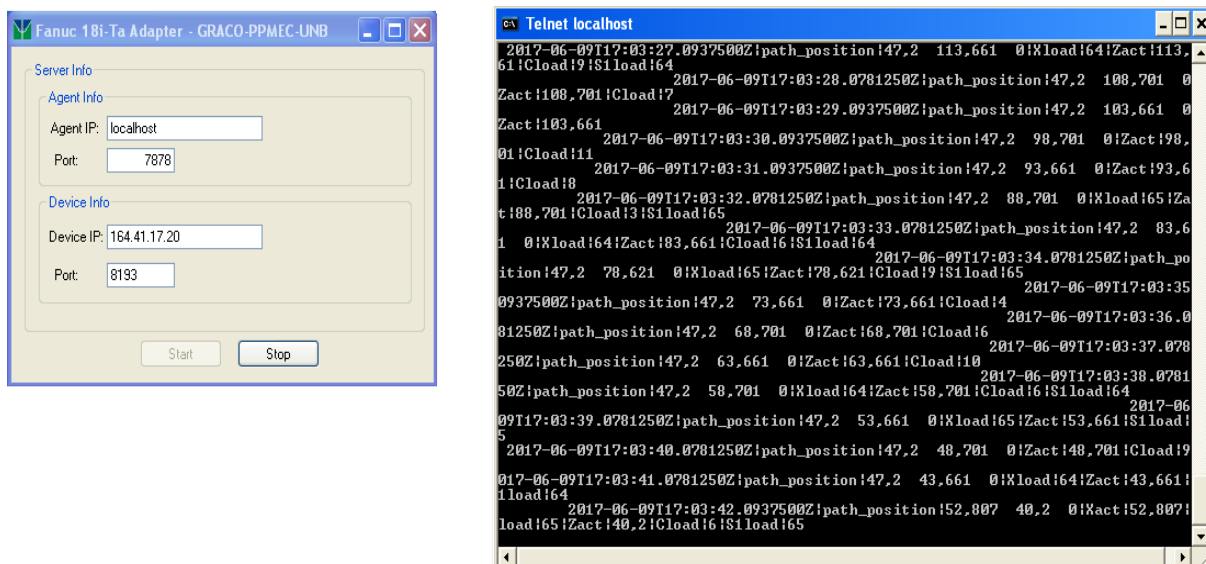 Fanuc 18i-Ta Adapter - GRACO-PPMEC-UNB
Server Info
Agent Info
Agent IP: localhost
Port: 7878
Device Info
Device IP: 164.41.17.20
Port: 8193
Start Stop
Telnet localhost
2017-06-09T17:03:27.0937500Z|path_position|47,2 113,661 0|Xload|64|Zact|113,
61|Cload|9|S1load|64
2017-06-09T17:03:28.0781250Z|path_position|47,2 108,701 0
Zact|108,701|Cload|7
2017-06-09T17:03:29.0937500Z|path_position|47,2 103,661 0
Zact|103,661
2017-06-09T17:03:30.0937500Z|path_position|47,2 98,701 0|Zact|98,
01|Cload|11
2017-06-09T17:03:31.0937500Z|path_position|47,2 93,661 0|Zact|93,6
1|Cload|8
2017-06-09T17:03:32.0781250Z|path_position|47,2 88,701 0|Xload|65|Za
t|88,701|Cload|3|S1load|65
2017-06-09T17:03:33.0781250Z|path_position|47,2 83,6
1 0|Xload|64|Zact|83,661|Cload|6|S1load|64
2017-06-09T17:03:34.0781250Z|path_po
ition|47,2 78,621 0|Xload|65|Zact|78,621|Cload|9|S1load|65
2017-06-09T17:03:35
0937500Z|path_position|47,2 73,661 0|Zact|73,661|Cload|4
2017-06-09T17:03:36.0
81250Z|path_position|47,2 68,701 0|Zact|68,701|Cload|6
2017-06-09T17:03:37.078
250Z|path_position|47,2 63,661 0|Zact|63,661|Cload|10
2017-06-09T17:03:38.0781
50Z|path_position|47,2 58,701 0|Xload|64|Zact|58,701|Cload|6|S1load|64
2017-06
09T17:03:39.0781250Z|path_position|47,2 53,661 0|Xload|65|Zact|53,661|S1load|
5
2017-06-09T17:03:40.0781250Z|path_position|47,2 48,701 0|Zact|48,701|Cload|9
017-06-09T17:03:41.0781250Z|path_position|47,2 43,661 0|Xload|64|Zact|43,661|
1load|64
2017-06-09T17:03:42.0937500Z|path_position|52,807 40,2 0|Xact|52,807|
load|65|Zact|40,2|Cload|6|S1load|65